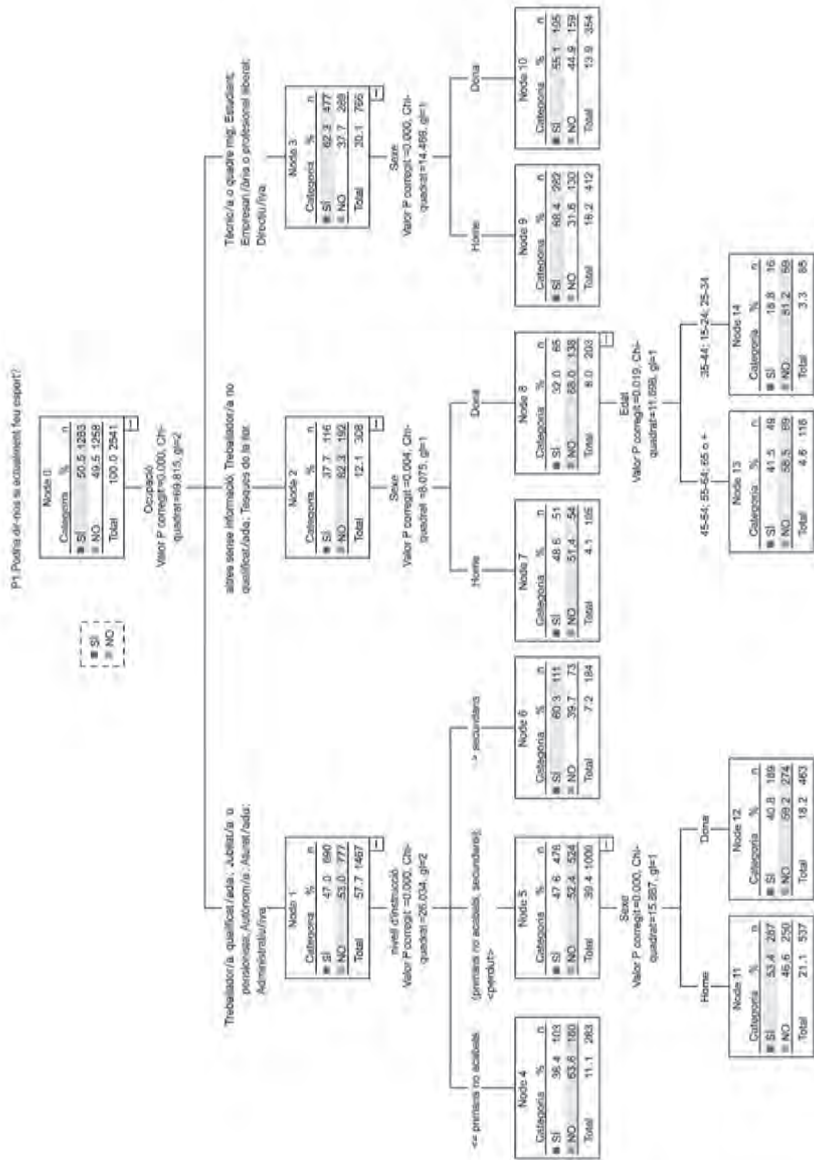 P1.Podria dir-nos si actualment feu esport?
SÍ
NO
Node 0
Categoria % n
SÍ 50.5 1283
NO 49.5 1258
Total 100.0 2541
Ocupació
Valor P corregit=0.000, Chi-
quadrat=69.815, gl=2
Treballador/a qualificat/ada; Jubilat/a o
pensionista; Autònom/a; Aturat/ada;
Administratiu/iva
Node 1
Categoria % n
SÍ 47.0 690
NO 53.0 777
Total 57.7 1467
nivell d'instrucció
Valor P corregit=0.000, Chi-
quadrat=26.034, gl=2
altres sense informació; Treballador/a no
qualificat/ada; Tasques de la llar
Node 2
Categoria % n
SÍ 37.7 116
NO 62.3 192
Total 12.1 308
Sexe
Valor P corregit=0.004, Chi-
quadrat=8.075, gl=1
Tècnic/a o quadre mig; Estudiant;
Empresari/ària o professional liberal;
Directiu/iva
Node 3
Categoria % n
SÍ 62.3 477
NO 37.7 289
Total 30.1 766
Sexe
Valor P corregit=0.000, Chi-
quadrat=14.469, gl=1
<= primaris no acabats
Node 4
Categoria % n
SÍ 36.4 103
NO 63.6 180
Total 11.1 283
(primaris no acabats, secundaris];
<perdut>
Node 5
Categoria % n
SÍ 47.6 476
NO 52.4 524
Total 39.4 1000
Sexe
Valor P corregit=0.000, Chi-
quadrat=15.887, gl=1
> secundaris
Node 6
Categoria % n
SÍ 60.3 111
NO 39.7 73
Total 7.2 184
Home
Node 7
Categoria % n
SÍ 48.6 51
NO 51.4 54
Total 4.1 105
Dona
Node 8
Categoria % n
SÍ 32.0 65
NO 68.0 138
Total 8.0 203
Edat
Valor P corregit=0.019, Chi-
quadrat=11.698, gl=1
Home
Node 9
Categoria % n
SÍ 68.4 282
NO 31.6 130
Total 16.2 412
Dona
Node 10
Categoria % n
SÍ 55.1 195
NO 44.9 159
Total 13.9 354
Home
Node 11
Categoria % n
SÍ 53.4 287
NO 46.6 250
Total 21.1 537
Dona
Node 12
Categoria % n
SÍ 40.8 189
NO 59.2 274
Total 18.2 463
45-54; 55-64; 65 o +
Node 13
Categoria % n
SÍ 41.5 49
NO 58.5 69
Total 4.6 118
35-44; 15-24; 25-34
Node 14
Categoria % n
SÍ 18.8 16
NO 81.2 69
Total 3.3 85